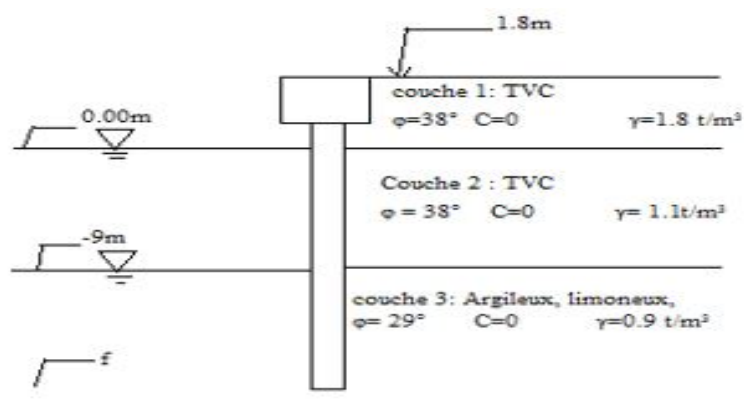 1.8m
couche 1: TVC
φ=38° C=0 γ=1.8 t/m³
0.00m
Couche 2 : TVC
φ = 38° C=0 γ= 1.1t/m³
-9m
couche 3: Argileux, limoneux,
φ= 29° C=0 γ=0.9 t/m³
f